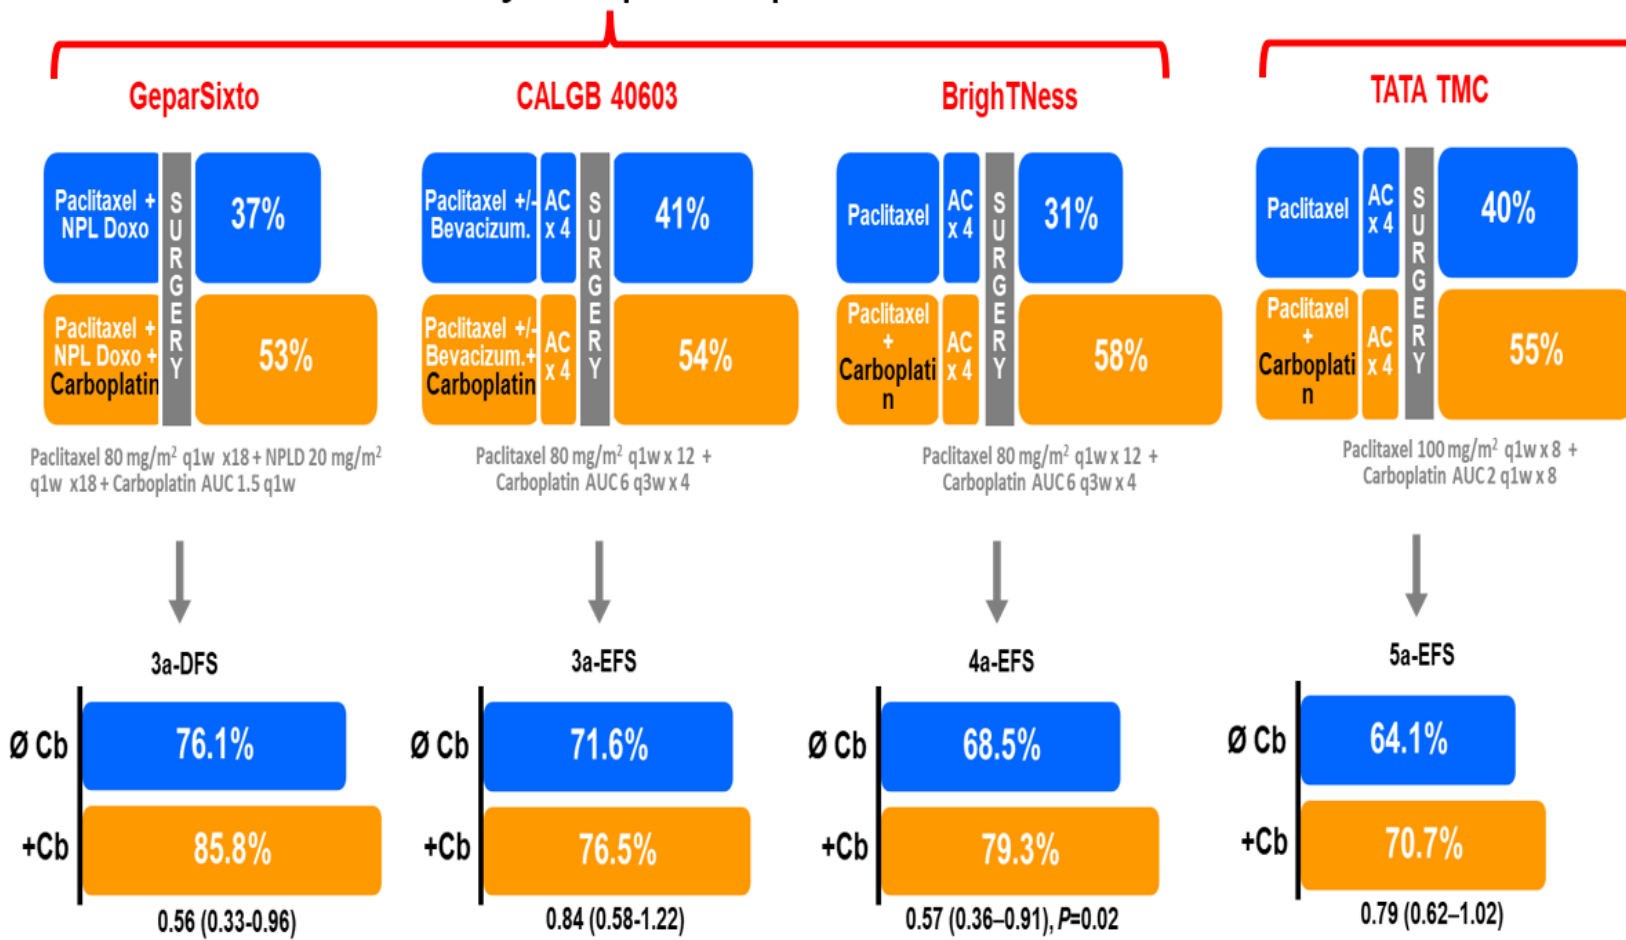 GeparSixto
Paclitaxel +
NPL Doxo
SURGERY
37%
Paclitaxel +
NPL Doxo +
Carboplatin
53%
Paclitaxel 80 mg/m² q1w x18 + NPLD 20 mg/m²
q1w x18 + Carboplatin AUC 1.5 q1w
3a-DFS
Ø Cb
76.1%
+Cb
85.8%
0.56 (0.33-0.96)
CALGB 40603
Paclitaxel +/-
Bevacizum.
AC
x 4
SURGERY
41%
Paclitaxel +/-
Bevacizum.+
Carboplatin
AC
x 4
54%
Paclitaxel 80 mg/m² q1w x 12 +
Carboplatin AUC 6 q3w x 4
3a-EFS
Ø Cb
71.6%
+Cb
76.5%
0.84 (0.58-1.22)
BrighTNess
Paclitaxel
AC
x 4
SURGERY
31%
Paclitaxel
+
Carboplati
n
AC
x 4
58%
Paclitaxel 80 mg/m² q1w x 12 +
Carboplatin AUC 6 q3w x 4
4a-EFS
Ø Cb
68.5%
+Cb
79.3%
0.57 (0.36–0.91), P=0.02
TATA TMC
Paclitaxel
AC
x 4
SURGERY
40%
Paclitaxel
+
Carboplati
n
AC
x 4
55%
Paclitaxel 100 mg/m² q1w x 8 +
Carboplatin AUC 2 q1w x 8
5a-EFS
Ø Cb
64.1%
+Cb
70.7%
0.79 (0.62–1.02)